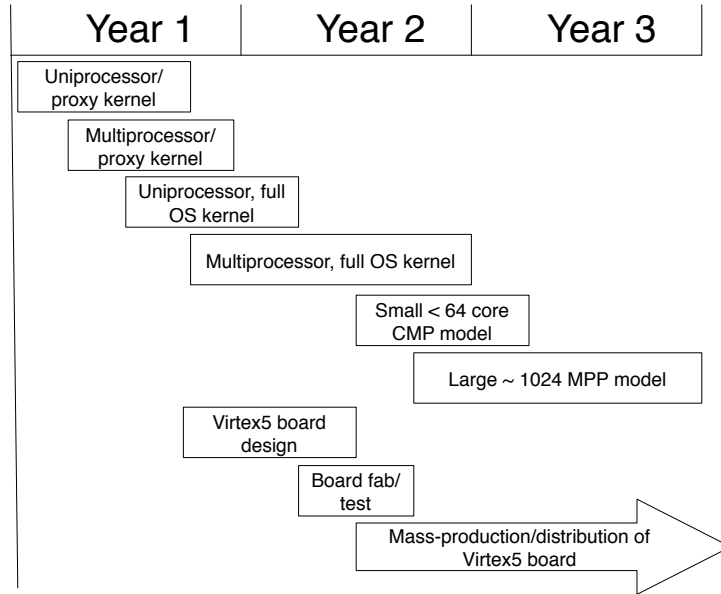 Year 1 Year 2 Year 3
Uniprocessor/
proxy kernel
Multiprocessor/
proxy kernel
Uniprocessor, full
OS kernel
Multiprocessor, full OS kernel
Small < 64 core
CMP model
Large ~ 1024 MPP model
Virtex5 board
design
Board fab/
test
Mass-production/distribution of
Virtex5 board